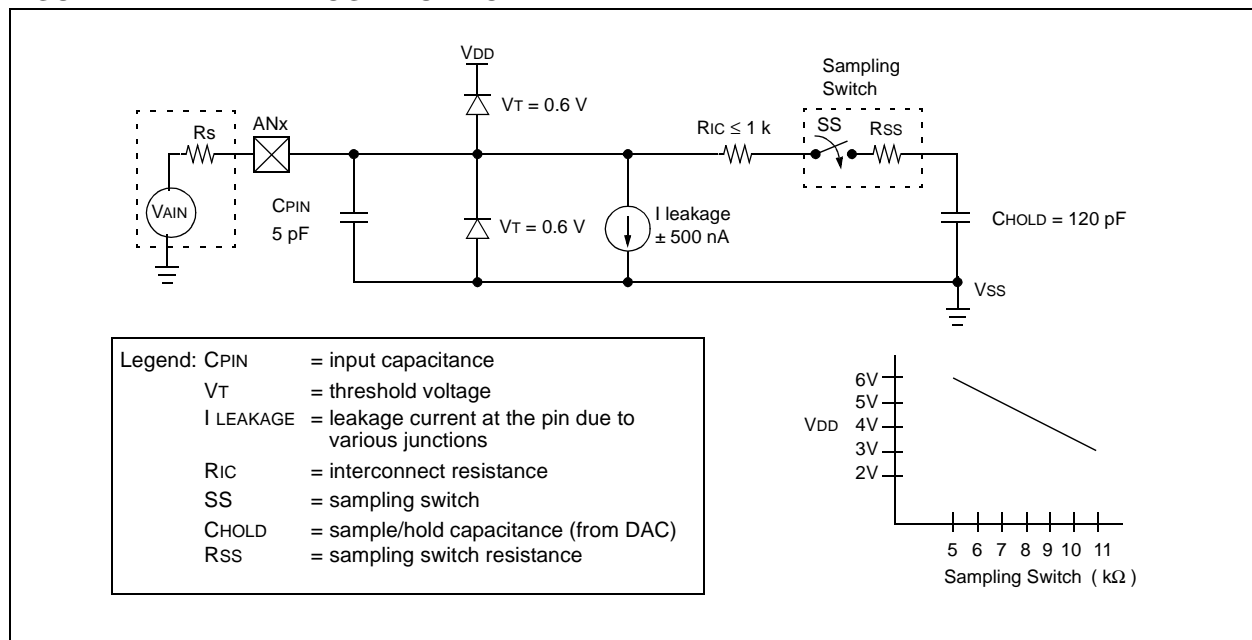 VDD
Sampling
Switch
VT = 0.6 V
ANx
RIC ≤ 1 k
SS
RSS
Rs
VAIN
CPIN
5 pF
VT = 0.6 V
I leakage
± 500 nA
CHOLD = 120 pF
VSS
Legend: CPIN = input capacitance
VT = threshold voltage
I LEAKAGE = leakage current at the pin due to
various junctions
RIC = interconnect resistance
SS = sampling switch
CHOLD = sample/hold capacitance (from DAC)
RSS = sampling switch resistance
6V
5V
VDD 4V
3V
2V
5 6 7 8 9 10 11
Sampling Switch ( kΩ )